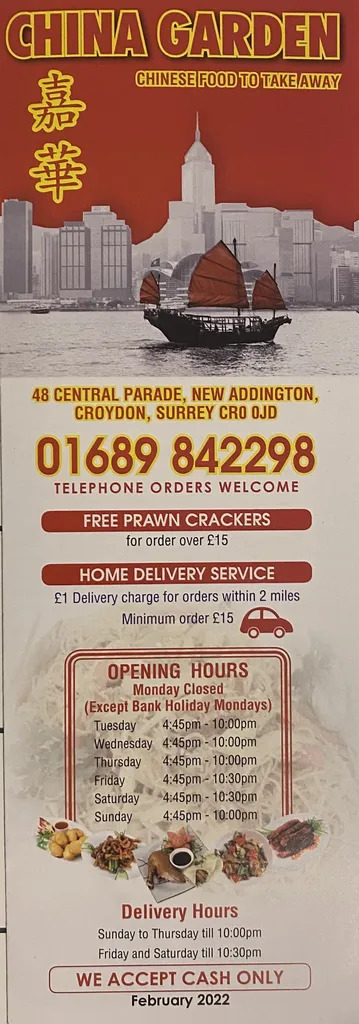 CHINA GARDEN
CHINESE FOOD TO TAKE AWAY
嘉
華
48 CENTRAL PARADE, NEW ADDINGTON,
CROYDON, SURREY CR0 0JD
01689 842298
TELEPHONE ORDERS WELCOME
FREE PRAWN CRACKERS
for order over £15
HOME DELIVERY SERVICE
£1 Delivery charge for orders within 2 miles
Minimum order £15
OPENING HOURS
Monday Closed
(Except Bank Holiday Mondays)
Tuesday 4:45pm - 10:00pm
Wednesday 4:45pm - 10:00pm
Thursday 4:45pm - 10:00pm
Friday 4:45pm - 10:30pm
Saturday 4:45pm - 10:30pm
Sunday 4:45pm - 10:00pm
Delivery Hours
Sunday to Thursday till 10:00pm
Friday and Saturday till 10:30pm
WE ACCEPT CASH ONLY
February 2022